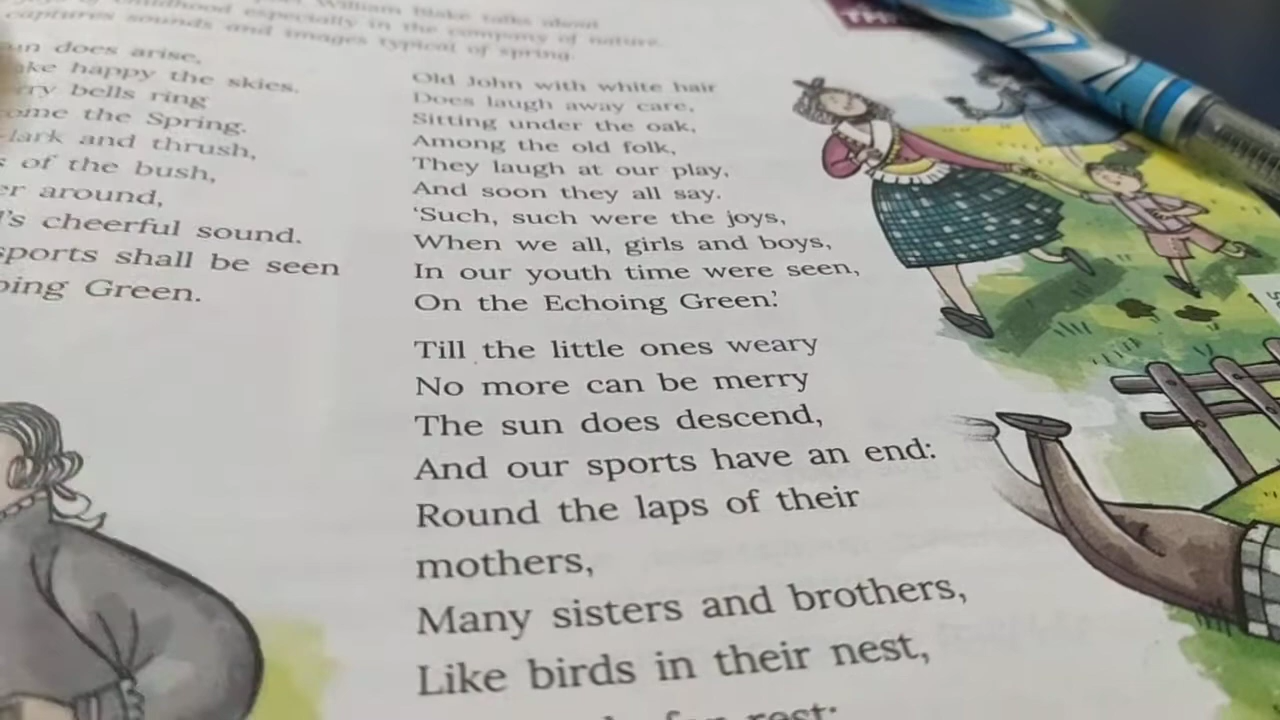 William Blake talks about
childhood especially in the company of nature.
captures sounds and images typical of spring.
does arise,
happy the skies.
bells ring
the Spring.
lark and thrush,
of the bush,
around,
cheerful sound.
sports shall be seen
Green.
Old John with white hair
Does laugh away care,
Sitting under the oak,
Among the old folk,
They laugh at our play,
And soon they all say.
‘Such, such were the joys,
When we all, girls and boys,
In our youth time were seen,
On the Echoing Green.’
Till the little ones weary
No more can be merry
The sun does descend,
And our sports have an end:
Round the laps of their
mothers,
Many sisters and brothers,
Like birds in their nest,
for rest;